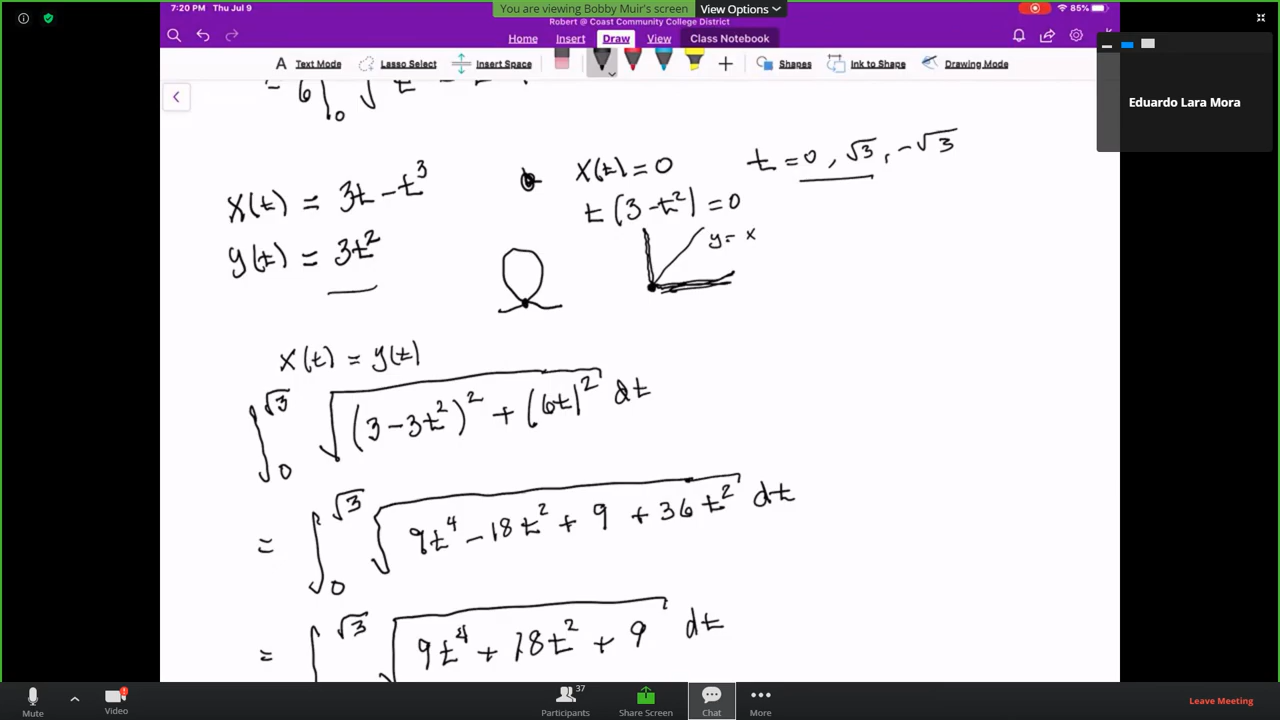 7:20 PM Thu Jul 9
You are viewing Bobby Muir's screen
View Options
85%
Robert @ Coast Community College District
Home Insert Draw View Class Notebook
Text Mode Lasso Select Insert Space Shapes Ink to Shape Drawing Mode
Eduardo Lara Mora
x(t) = 3t - t³
y(t) = 3t²
x(t) = 0
t = 0, √3, -√3
t(3 - t²) = 0
y = x
x(t) = y(t)
∫₀^√3 √((3 - 3t²)² + (6t)²) dt
= ∫₀^√3 √(9t⁴ - 18t² + 9 + 36t²) dt
= ∫^√3 √(9t⁴ + 18t² + 9) dt
Mute
Video
37
Participants
Share Screen
Chat
More
Leave Meeting